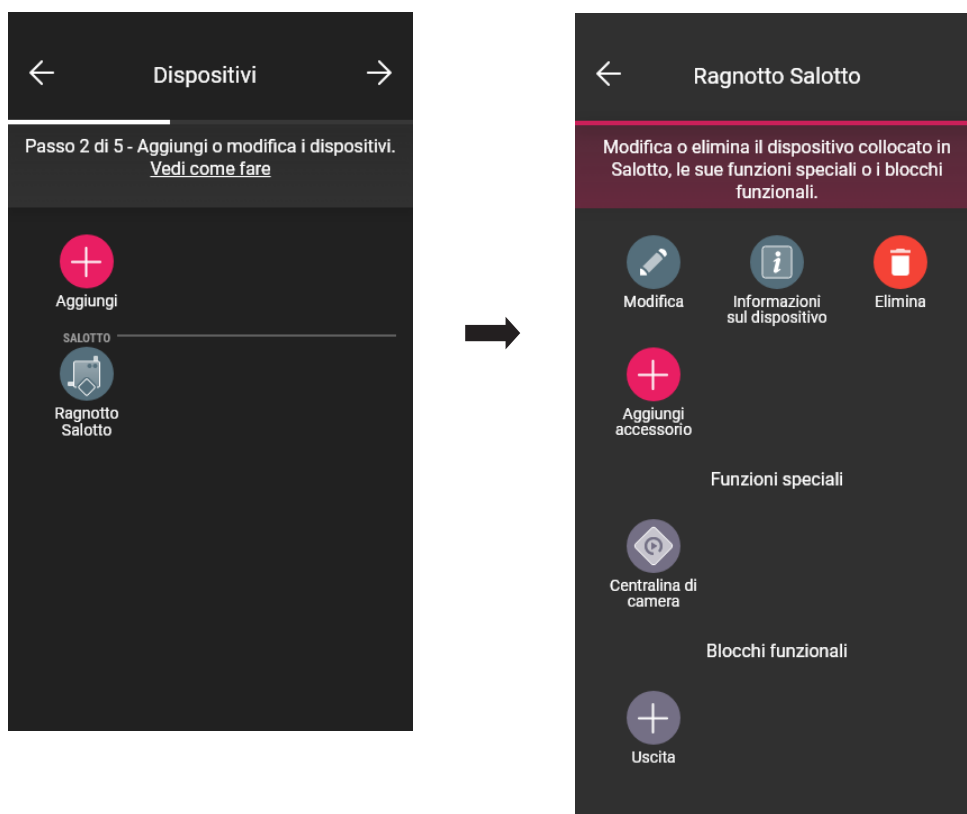 Dispositivi
Passo 2 di 5 - Aggiungi o modifica i dispositivi.
Vedi come fare
Aggiungi
SALOTTO
Ragnotto
Salotto
Ragnotto Salotto
Modifica o elimina il dispositivo collocato in
Salotto, le sue funzioni speciali o i blocchi
funzionali.
Modifica
Informazioni
sul dispositivo
Elimina
Aggiungi
accessorio
Funzioni speciali
Centralina di
camera
Blocchi funzionali
Uscita